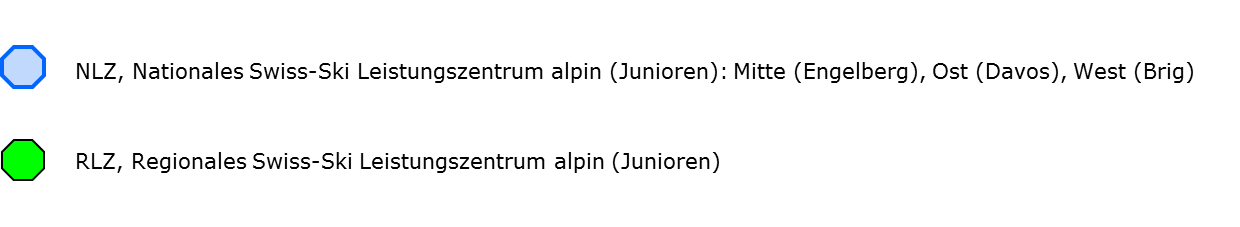 NLZ, Nationales Swiss-Ski Leistungszentrum alpin (Junioren): Mitte (Engelberg), Ost (Davos), West (Brig)
RLZ, Regionales Swiss-Ski Leistungszentrum alpin (Junioren)